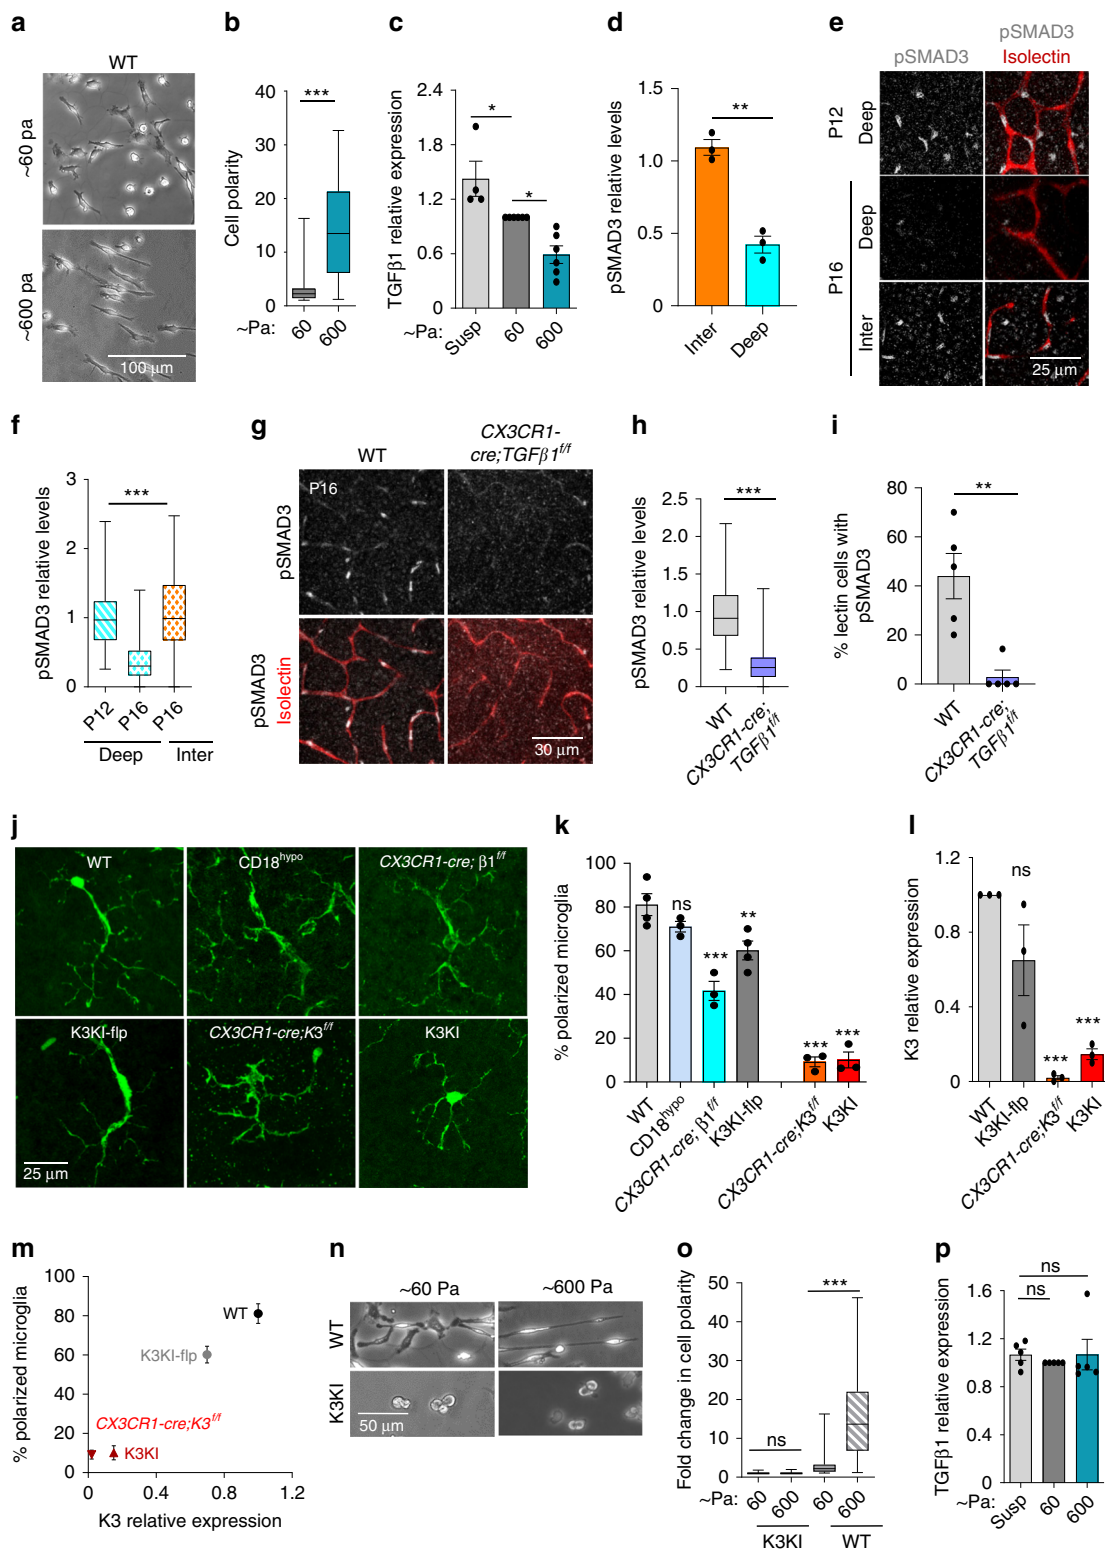 a
WT
~60 pa
~600 pa
100 μm
b
***
Cell polarity
40
30
20
10
0
~Pa:
60
600
c
TGFβ1 relative expression
2.4
1.8
1.2
0.6
0
*
*
~Pa:
Susp
60
600
d
pSMAD3 relative levels
1.5
1.0
0.5
0
**
Inter
Deep
e
pSMAD3
pSMAD3
Isolectin
P12
Deep
P16
Deep
Inter
25 μm
f
pSMAD3 relative levels
3
2
1
0
***
P12
P16
P16
Deep
Inter
g
WT
CX3CR1-
cre;TGFβ1f/f
P16
pSMAD3
pSMAD3
Isolectin
30 μm
h
pSMAD3 relative levels
2.5
2.0
1.5
1.0
0.5
0
***
WT
CX3CR1-cre;
TGFβ1f/f
i
% lectin cells with
pSMAD3
80
60
40
20
0
**
WT
CX3CR1-cre;
TGFβ1f/f
j
WT
CD18hypo
CX3CR1-cre; β1f/f
K3KI-flp
CX3CR1-cre;K3f/f
K3KI
25 μm
k
% polarized microglia
100
80
60
40
20
0
ns
***
**
***
***
WT
CD18hypo
CX3CR1-cre; β1f/f
K3KI-flp
CX3CR1-cre;K3f/f
K3KI
l
K3 relative expression
1.2
0.8
0.4
0
ns
***
***
WT
K3KI-flp
CX3CR1-cre;K3f/f
K3KI
m
% polarized microglia
100
80
60
40
20
0
WT
K3KI-flp
CX3CR1-cre;K3f/f
K3KI
0
0.4
0.8
1.2
K3 relative expression
n
~60 Pa
~600 Pa
WT
K3KI
50 μm
o
Fold change in cell polarity
50
40
30
20
10
0
***
ns
~Pa:
60
600
60
600
K3KI
WT
p
TGFβ1 relative expression
1.6
1.2
0.8
0.4
0
ns
ns
~Pa:
Susp
60
600